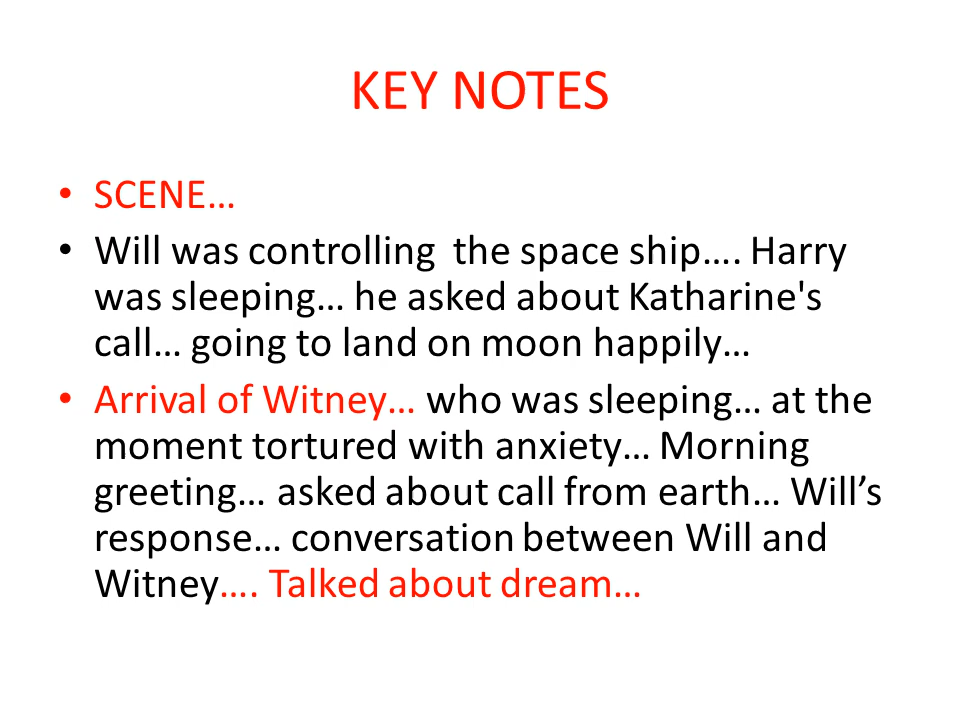 KEY NOTES
• SCENE…
• Will was controlling  the space ship…. Harry
was sleeping… he asked about Katharine's
call… going to land on moon happily…
• Arrival of Witney… who was sleeping… at the
moment tortured with anxiety… Morning
greeting… asked about call from earth… Will’s
response… conversation between Will and
Witney…. Talked about dream…